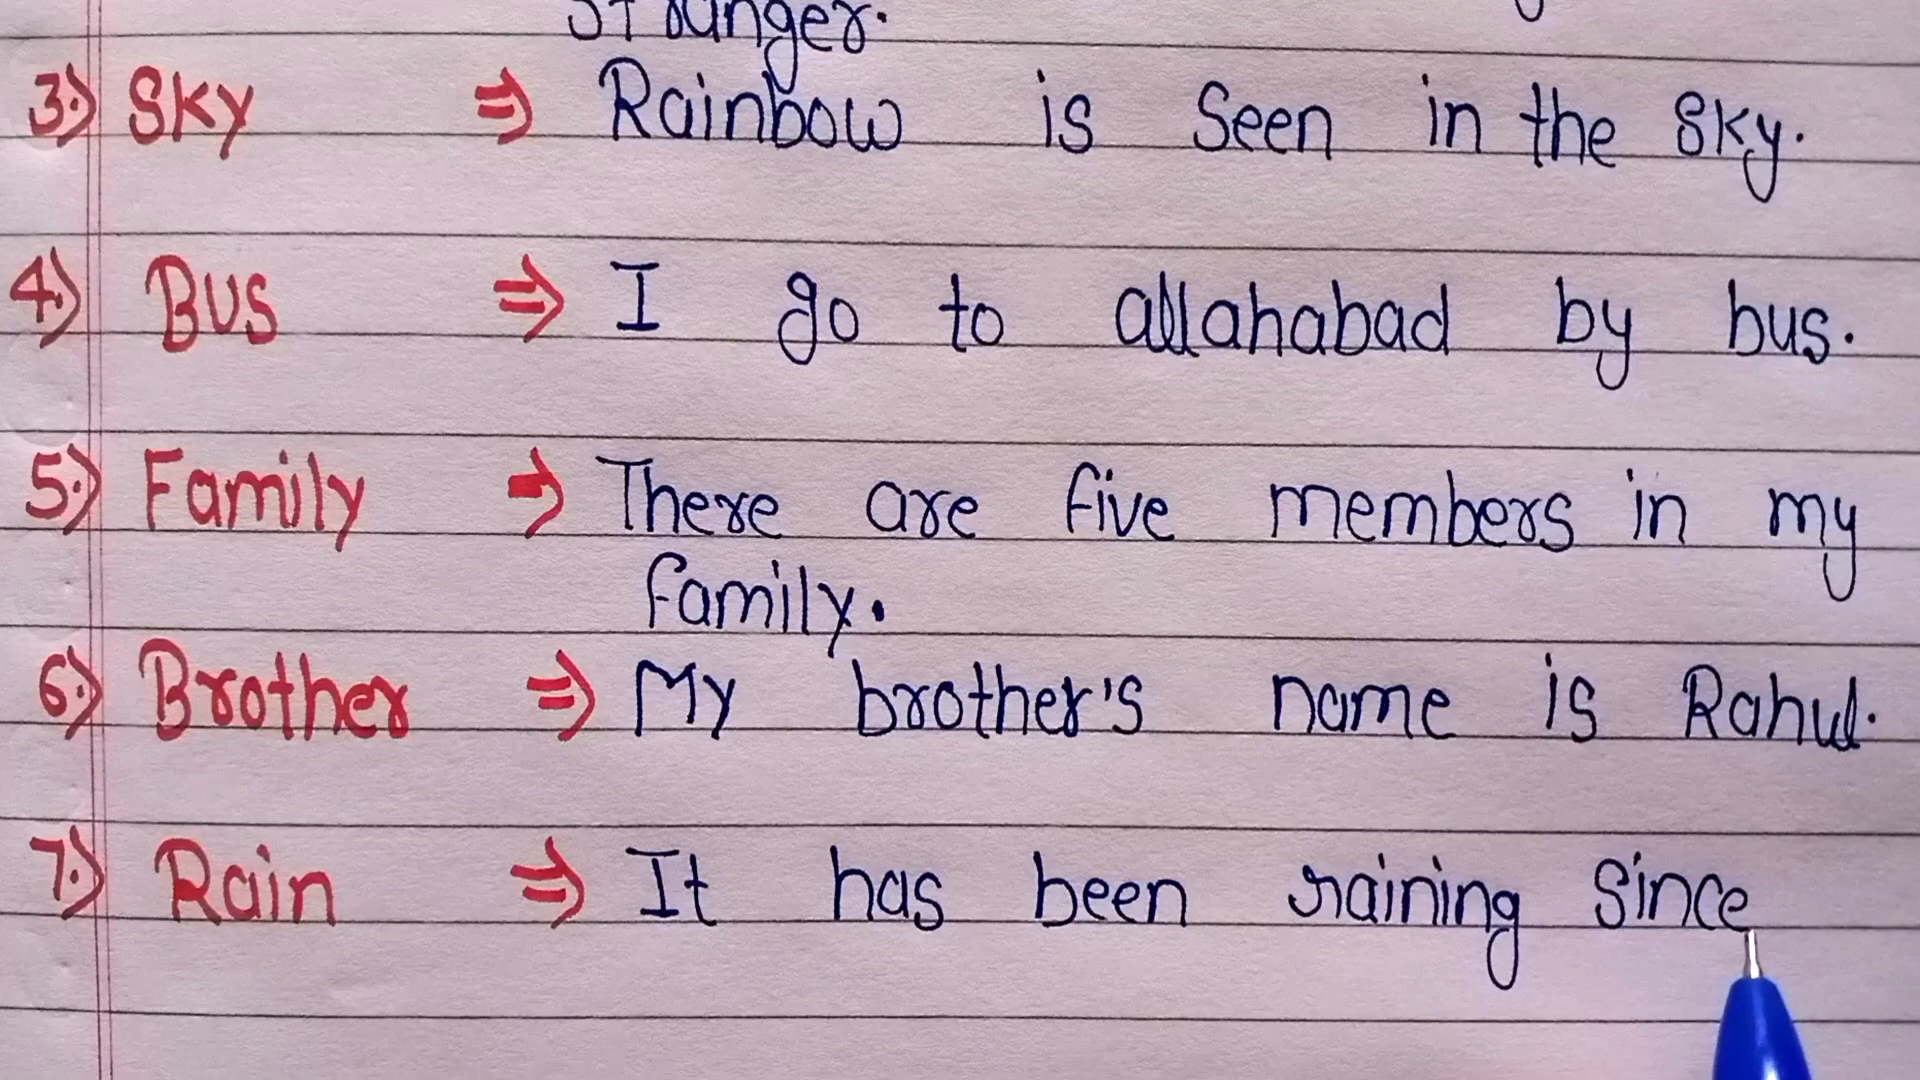 Stranger.
3.) Sky ⇒ Rainbow is Seen in the Sky.
4.) Bus ⇒ I go to allahabad by bus.
5.) Family ⇒ There are five members in my
family.
6.) Brother ⇒ My brother's name is Rahul.
7.) Rain ⇒ It has been raining Since